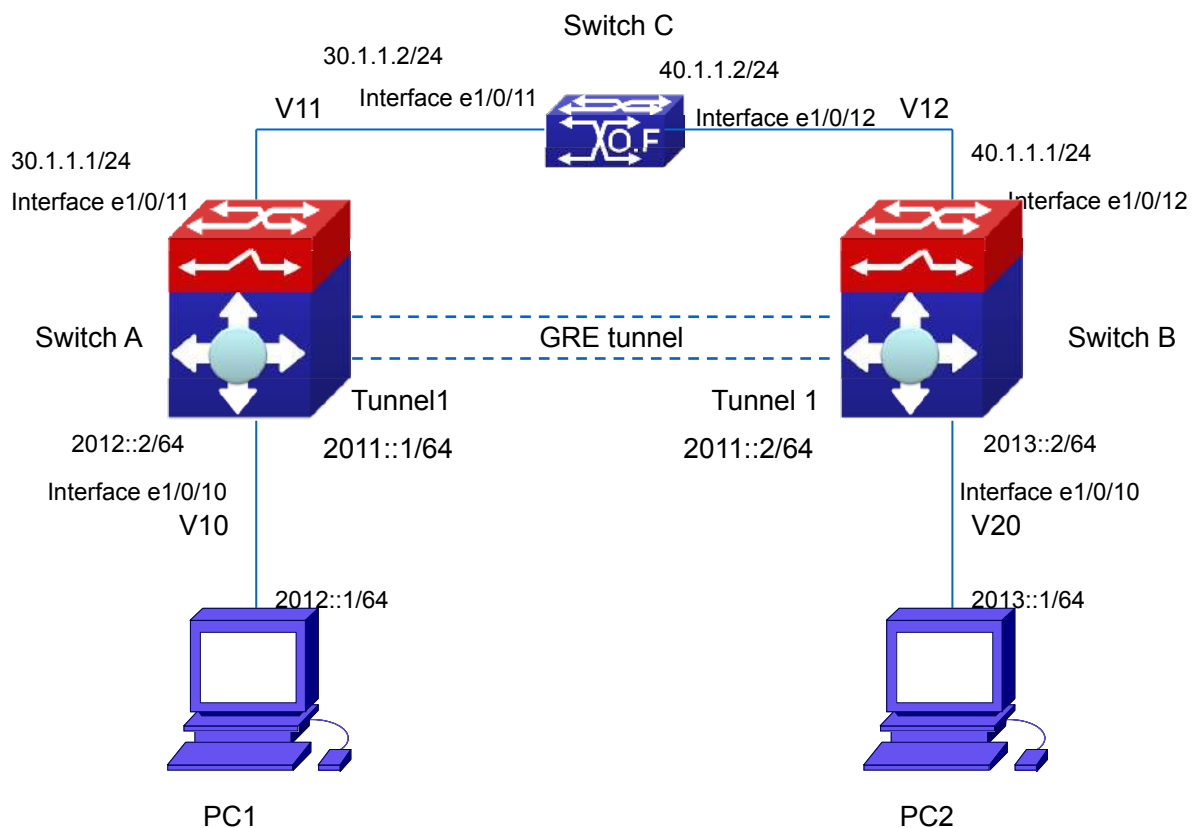 Switch C
30.1.1.2/24
40.1.1.2/24
Interface e1/0/11
Interface e1/0/12
V11
V12
O.F
30.1.1.1/24
40.1.1.1/24
Interface e1/0/11
Interface e1/0/12
Switch A
GRE tunnel
Switch B
Tunnel1
Tunnel 1
2012::2/64
2011::1/64
2011::2/64
2013::2/64
Interface e1/0/10
Interface e1/0/10
V10
V20
2012::1/64
2013::1/64
PC1
PC2